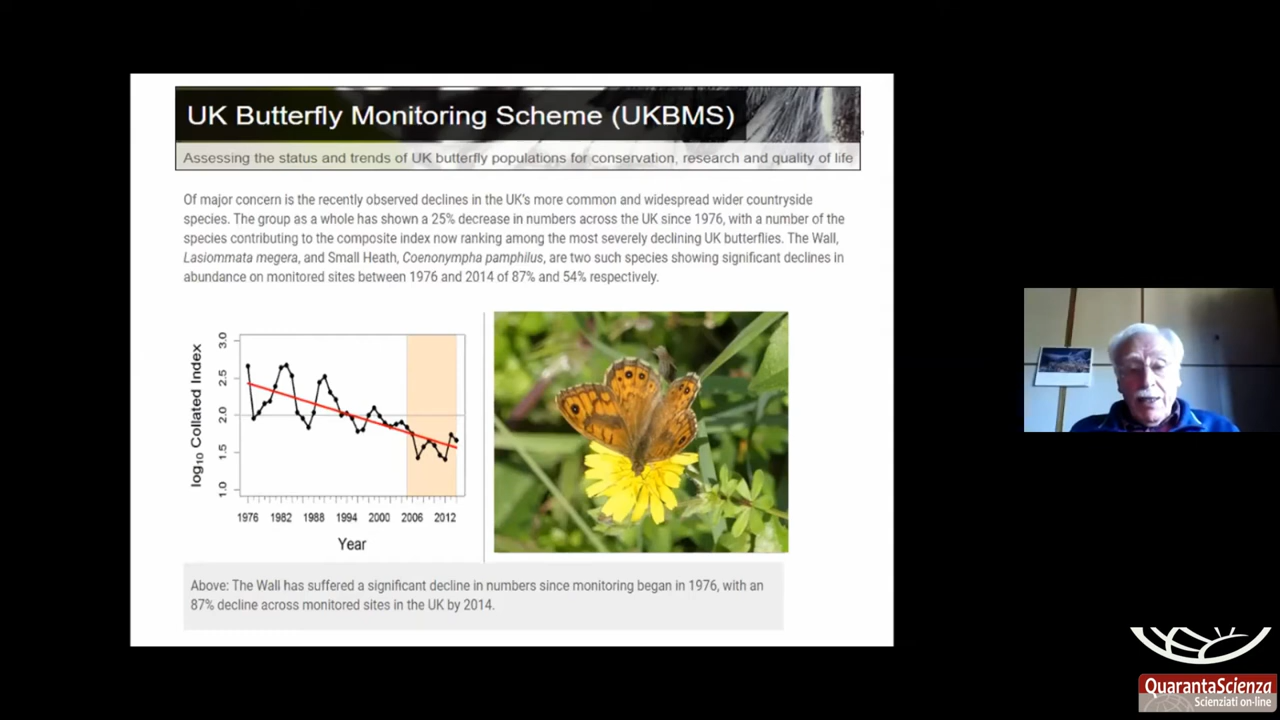 UK Butterfly Monitoring Scheme (UKBMS)
Assessing the status and trends of UK butterfly populations for conservation, research and quality of life
Of major concern is the recently observed declines in the UK's more common and widespread wider countryside
species. The group as a whole has shown a 25% decrease in numbers across the UK since 1976, with a number of the
species contributing to the composite index now ranking among the most severely declining UK butterflies. The Wall,
Lasiommata megera, and Small Heath, Coenonympha pamphilus, are two such species showing significant declines in
abundance on monitored sites between 1976 and 2014 of 87% and 54% respectively.
log10 Collated Index
3.0
2.5
2.0
1.5
1.0
1976 1982 1988 1994 2000 2006 2012
Year
Above: The Wall has suffered a significant decline in numbers since monitoring began in 1976, with an
87% decline across monitored sites in the UK by 2014.
QuarantaScienza
Scienziati on-line